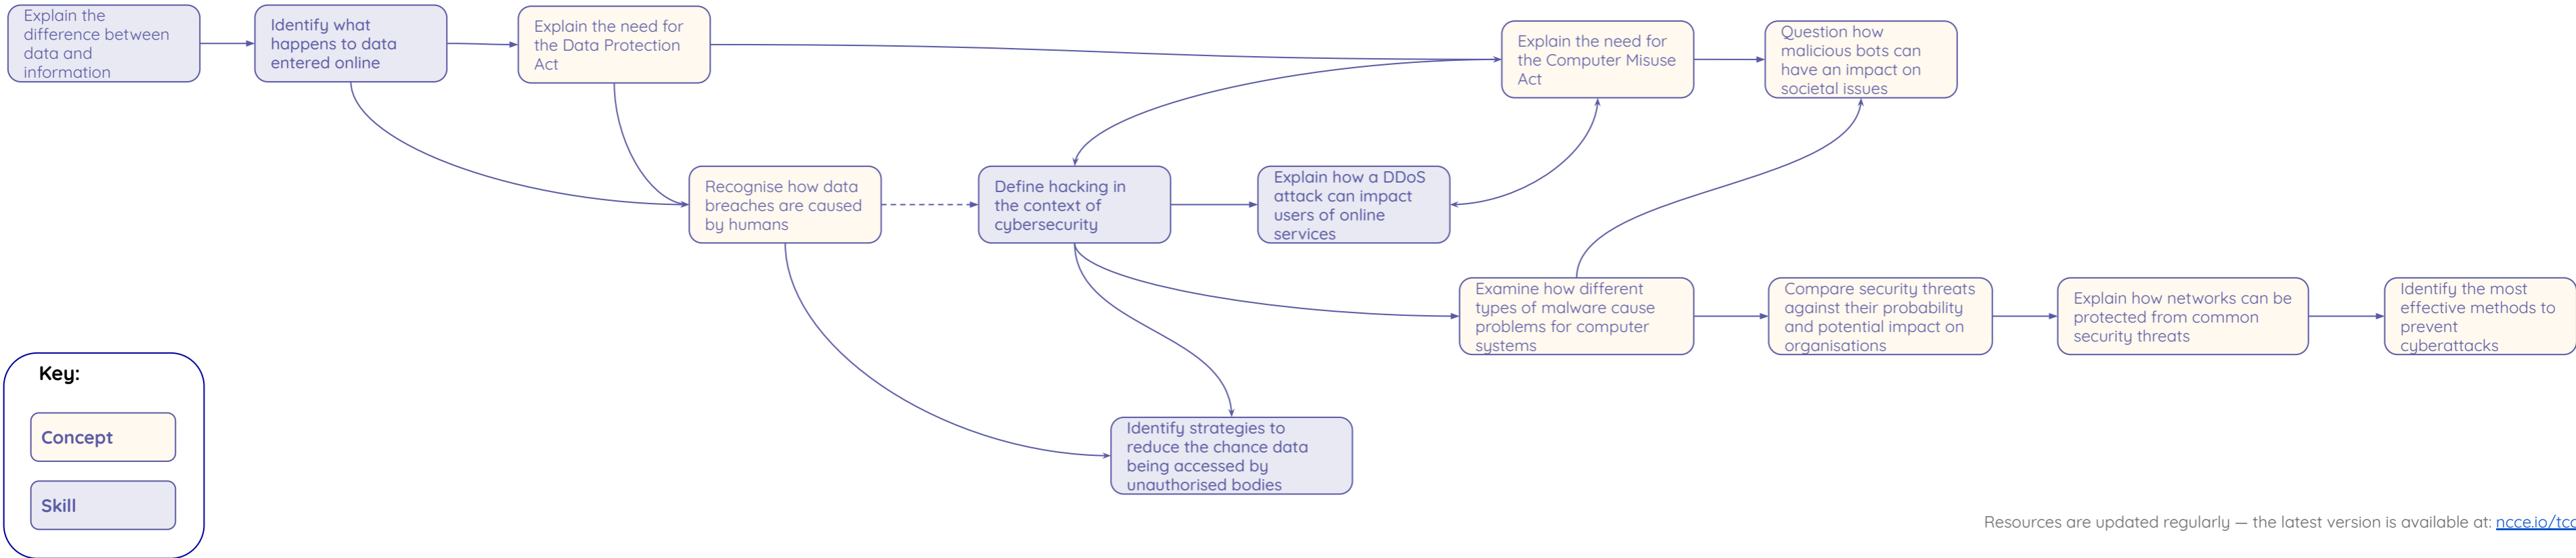 Explain the
difference between
data and
information
Identify what
happens to data
entered online
Explain the need for
the Data Protection
Act
Explain the need for
the Computer Misuse
Act
Question how
malicious bots can
have an impact on
societal issues
Recognise how data
breaches are caused
by humans
Define hacking in
the context of
cybersecurity
Explain how a DDoS
attack can impact
users of online
services
Examine how different
types of malware cause
problems for computer
systems
Compare security threats
against their probability
and potential impact on
organisations
Explain how networks can be
protected from common
security threats
Identify the most
effective methods to
prevent
cyberattacks
Identify strategies to
reduce the chance data
being accessed by
unauthorised bodies
Key:
Concept
Skill
Resources are updated regularly — the latest version is available at: ncce.io/tcc